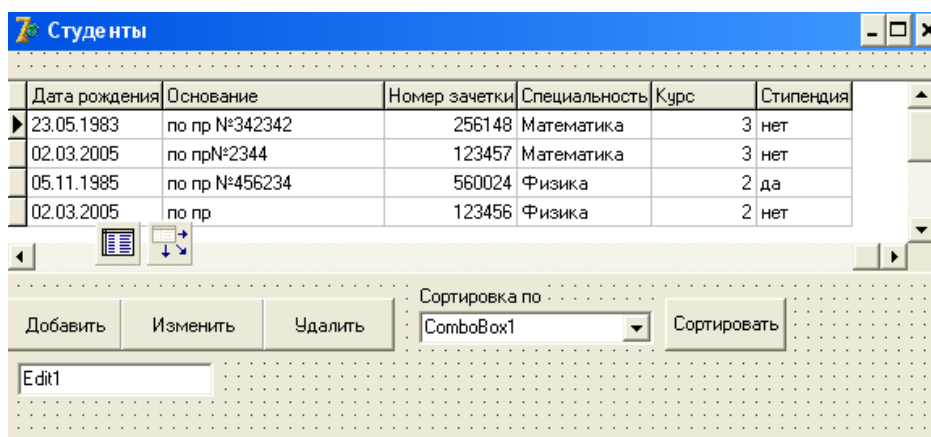 Студенты
Дата рождения Основание Номер зачетки Специальность Курс Стипендия
23.05.1983 по пр №342342 256148 Математика 3 нет
02.03.2005 по пр№2344 123457 Математика 3 нет
05.11.1985 по пр №456234 560024 Физика 2 да
02.03.2005 по пр 123456 Физика 2 нет
Сортировка по
Добавить Изменить Удалить ComboBox1 Сортировать
Edit1